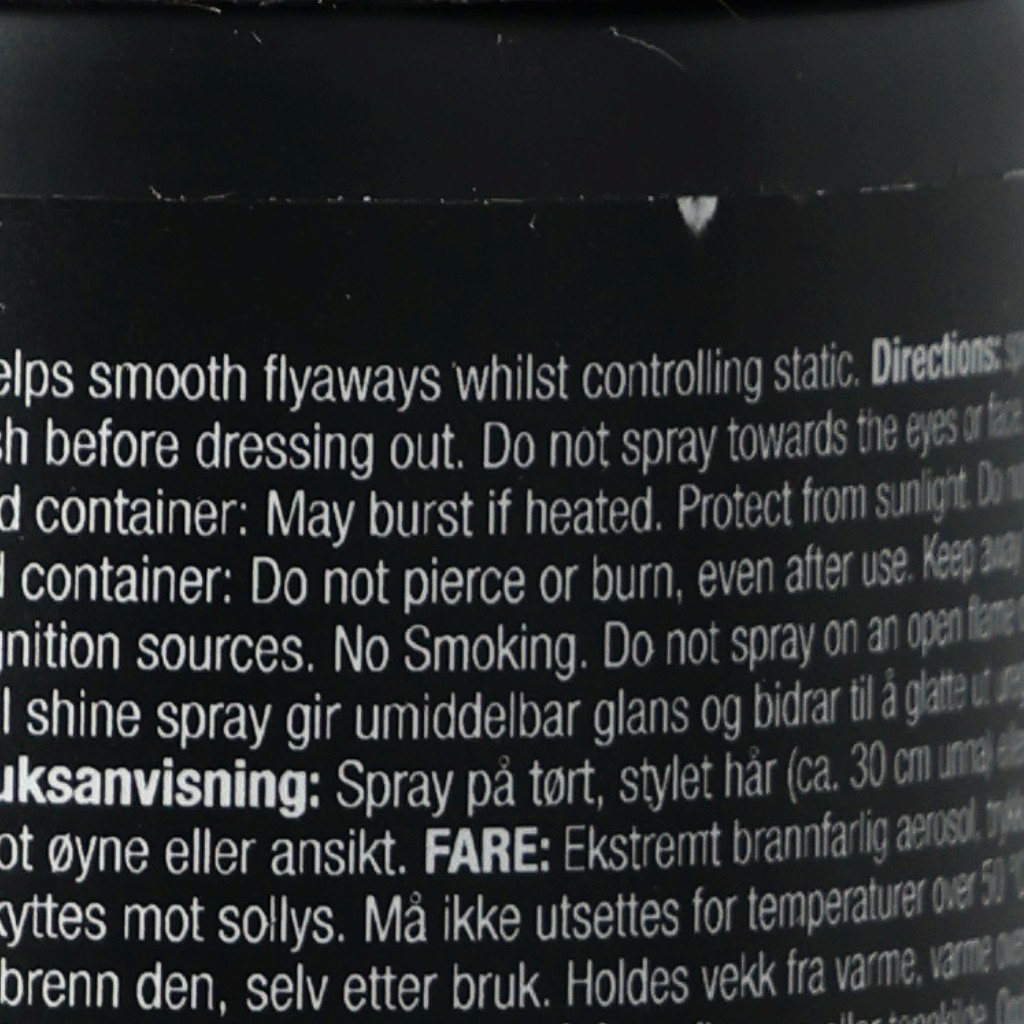 elps smooth flyaways whilst controlling static. Directions:
h before dressing out. Do not spray towards the eyes or face
d container: May burst if heated. Protect from sunlight. Do
container: Do not pierce or burn, even after use. Keep away
gnition sources. No Smoking. Do not spray on an open flame
l shine spray gir umiddelbar glans og bidrar til å glatte ut
uksanvisning: Spray på tørt, stylet hår (ca. 30 cm unna)
ot øyne eller ansikt. FARE: Ekstremt brannfarlig aerosol,
kyttes mot sollys. Må ikke utsettes for temperaturer over 50
brenn den, selv etter bruk. Holdes vekk fra varme, varme